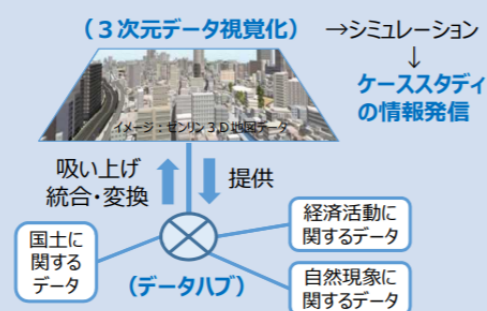 （３次元データ視覚化） →シミュレーション
↓
ケーススタディ
の情報発信
イメージ：ゼンリン３Ｄ地図データ
吸い上げ
統合・変換
提供
国土に
関する
データ
（データハブ）
経済活動に
関するデータ
自然現象に
関するデータ